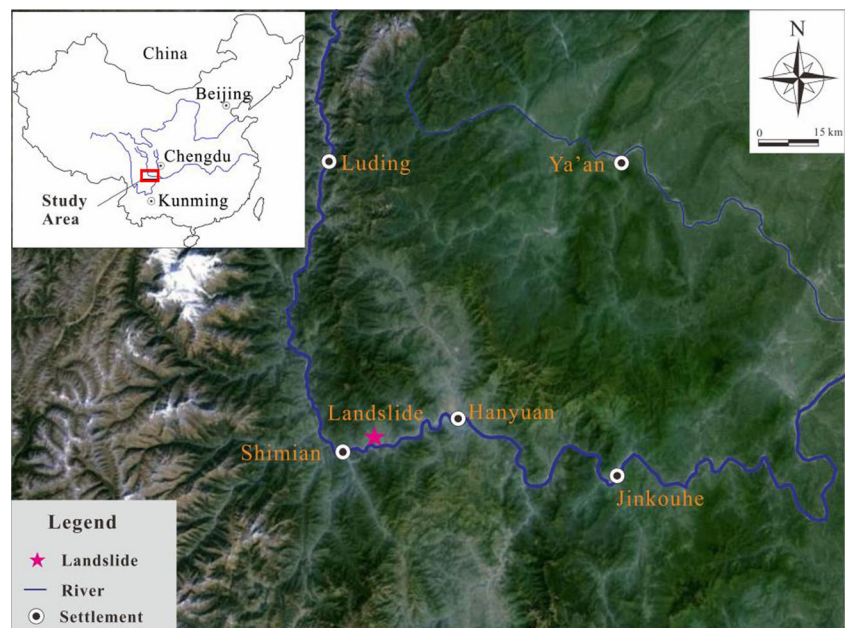 China
Beijing
Chengdu
Study
Area
Kunming
N
0 15 km
Luding
Ya'an
Landslide
Hanyuan
Shimian
Jinkouhe
Legend
Landslide
River
Settlement